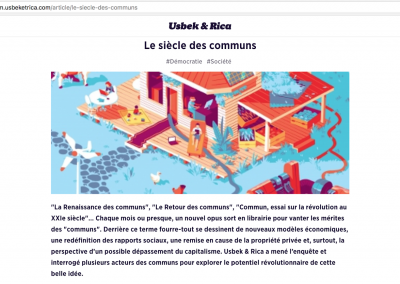 n.usbeketrica.com/article/le-siecle-des-communs
Usbek & Rica
Le siècle des communs
#Démocratie #Société
"La Renaissance des communs", "Le Retour des communs", "Commun, essai sur la révolution au
XXIe siècle"... Chaque mois ou presque, un nouvel opus sort en librairie pour vanter les mérites
des "communs". Derrière ce terme fourre-tout se dessinent de nouveaux modèles économiques,
une redéfinition des rapports sociaux, une remise en cause de la propriété privée et, surtout, la
perspective d'un possible dépassement du capitalisme. Usbek & Rica a mené l'enquête et
interrogé plusieurs acteurs des communs pour explorer le potentiel révolutionnaire de cette
belle idée.